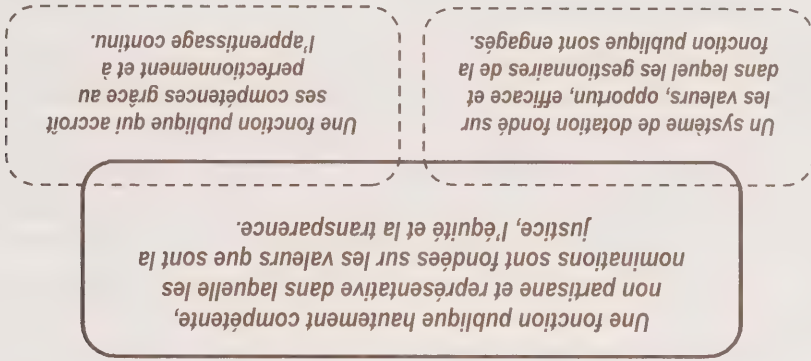 Une fonction publique hautement compétente,
non partisane et représentative dans laquelle les
nominations sont fondées sur les valeurs que sont la
justice, l'équité et la transparence.
Un système de dotation fondé sur
les valeurs, opportun, efficace et
dans lequel les gestionnaires de la
fonction publique sont engagés.
Une fonction publique qui accroît
ses compétences grâce au
perfectionnement et à
l'apprentissage continu.